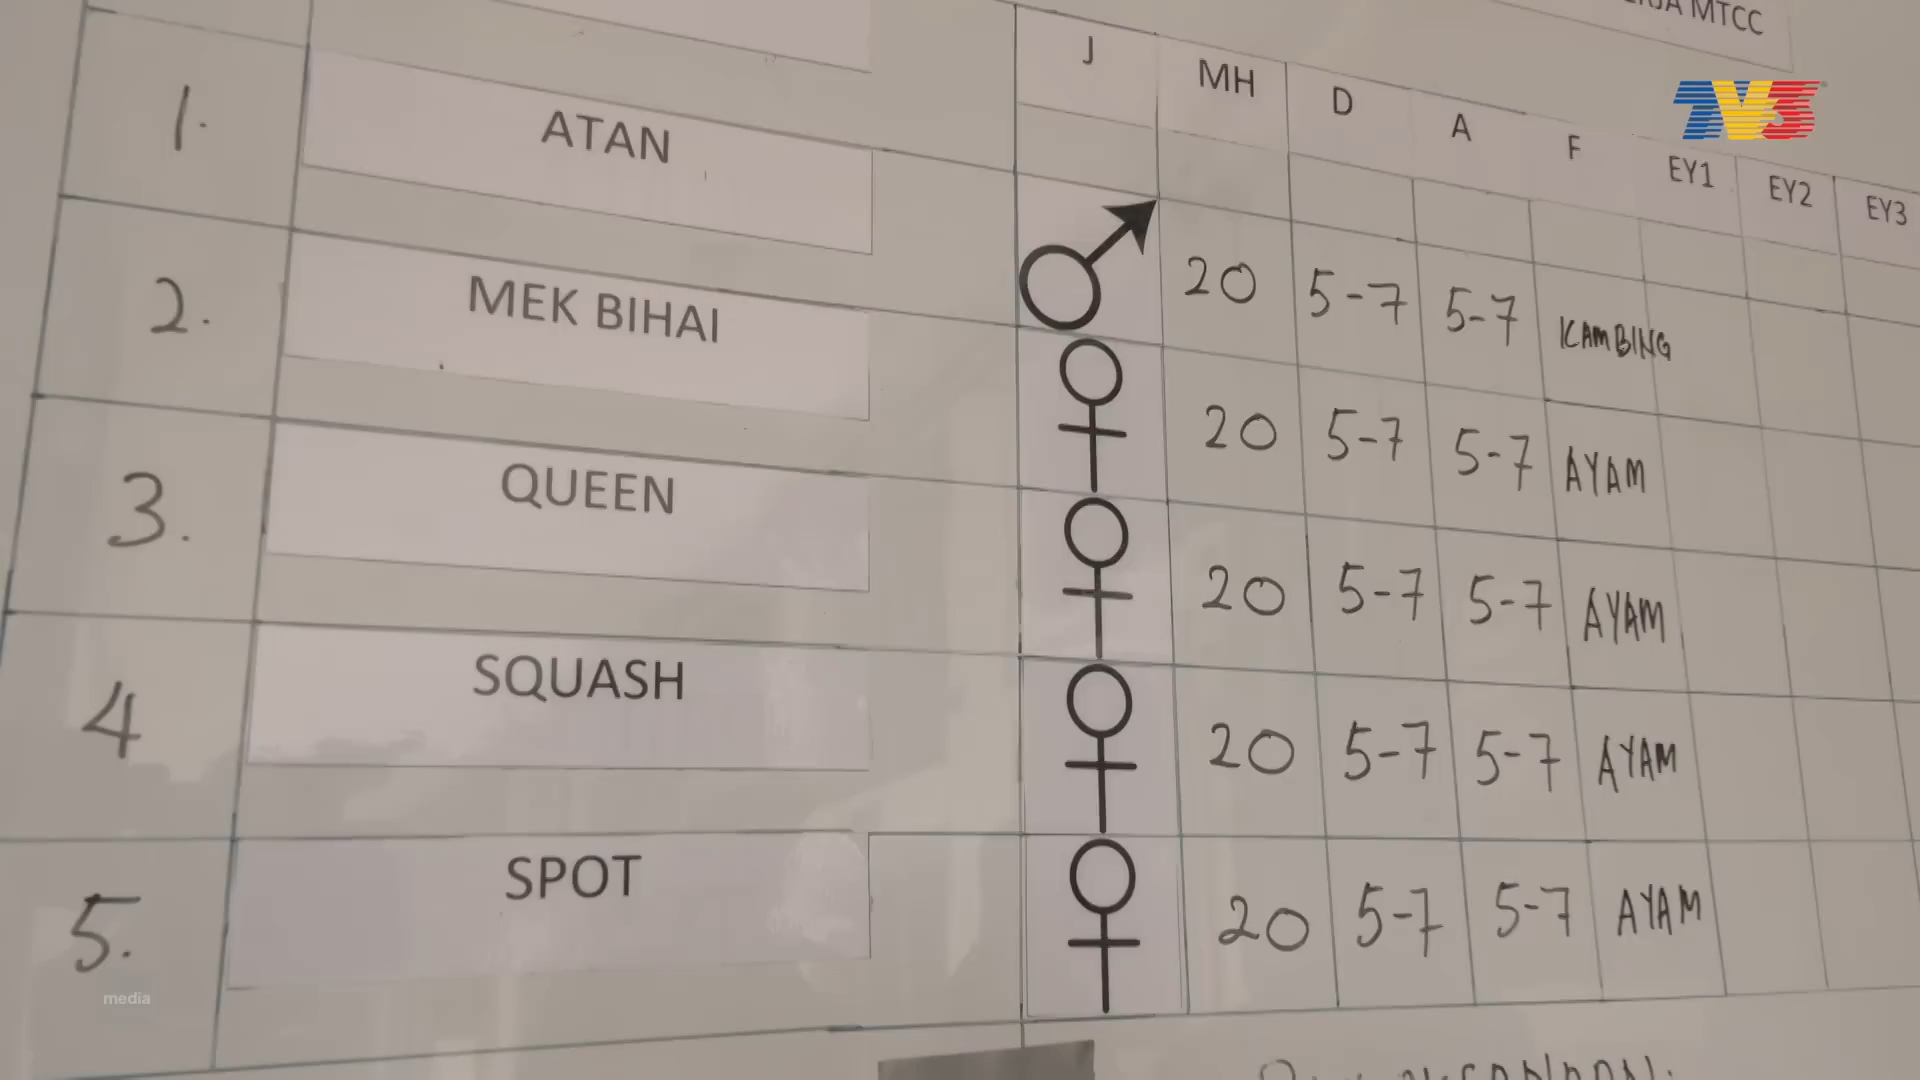 MTCC
TV3
J MH D A F EY1 EY2 EY3
1. ATAN ♂ 20 5-7 5-7 KAMBING
2. MEK BIHAI ♀ 20 5-7 5-7 AYAM
3. QUEEN ♀ 20 5-7 5-7 AYAM
4 SQUASH ♀ 20 5-7 5-7 AYAM
5. SPOT ♀ 20 5-7 5-7 AYAM
media